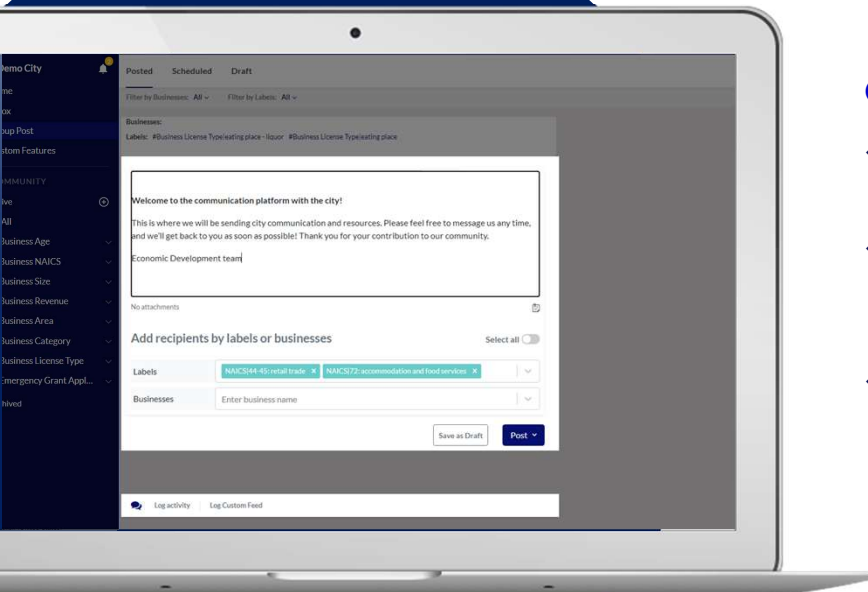 Demo City
Posted Scheduled Draft
Filter by Businesses: All Filter by Labels: All
Businesses:
Labels: #Business License Type|eating place - liquor #Business License Type|eating place
me
ox
oup Post
stom Features
OMMUNITY
ive
All
Business Age
Business NAICS
Business Size
Business Revenue
Business Area
Business Category
Business License Type
Emergency Grant Appl...
hived
Welcome to the communication platform with the city!
This is where we will be sending city communication and resources. Please feel free to message us any time,
and we'll get back to you as soon as possible! Thank you for your contribution to our community.
Economic Development team
No attachments
Add recipients by labels or businesses Select all
Labels NAICS|44-45: retail trade × NAICS|72: accommodation and food services ×
Businesses Enter business name
Save as Draft Post
Log activity Log Custom Feed